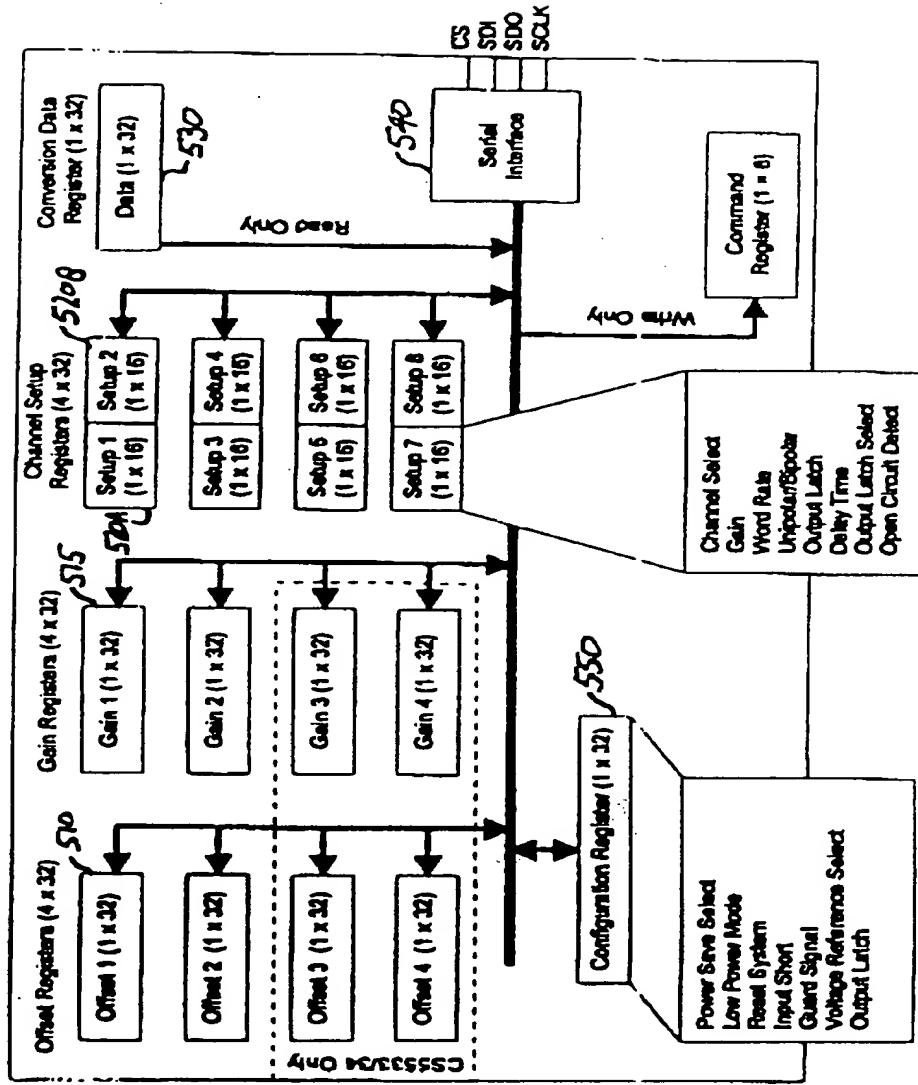 Offset Registers (4 x 32)
510
Offset 1 (1 x 32)
Offset 2 (1 x 32)
Offset 3 (1 x 32)
Offset 4 (1 x 32)
CS5533/34 Only
Gain Registers (4 x 32)
515
Gain 1 (1 x 32)
Gain 2 (1 x 32)
Gain 3 (1 x 32)
Gain 4 (1 x 32)
Channel Setup
Registers (4 x 32)
520A
520B
Setup 1
(1 x 16)
Setup 2
(1 x 16)
Setup 3
(1 x 16)
Setup 4
(1 x 16)
Setup 5
(1 x 16)
Setup 6
(1 x 16)
Setup 7
(1 x 16)
Setup 8
(1 x 16)
Conversion Data
Register (1 x 32)
Data (1 x 32)
530
Read Only
540
Serial
Interface
CS
SDI
SDO
SCLK
Write Only
Command
Register (1 × 8)
Configuration Register (1 x 32)
550
Power Save Select
Low Power Mode
Reset System
Input Short
Guard Signal
Voltage Reference Select
Output Latch
Channel Select
Gain
Word Rate
Unipolar/Bipolar
Output Latch
Delay Time
Output Latch Select
Open Circuit Detect